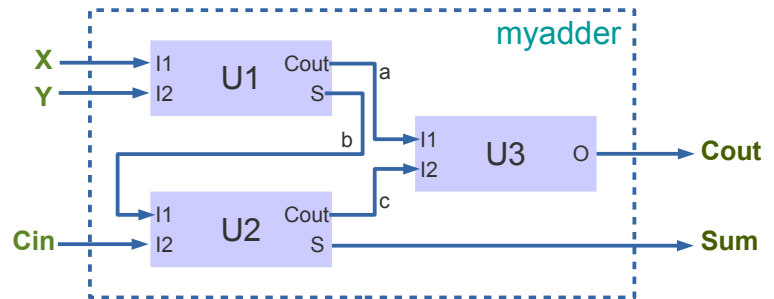 myadder
X
Y
I1
I2
U1
Cout
S
a
b
I1
I2
U3
O
Cout
Cin
I1
I2
U2
Cout
S
c
Sum